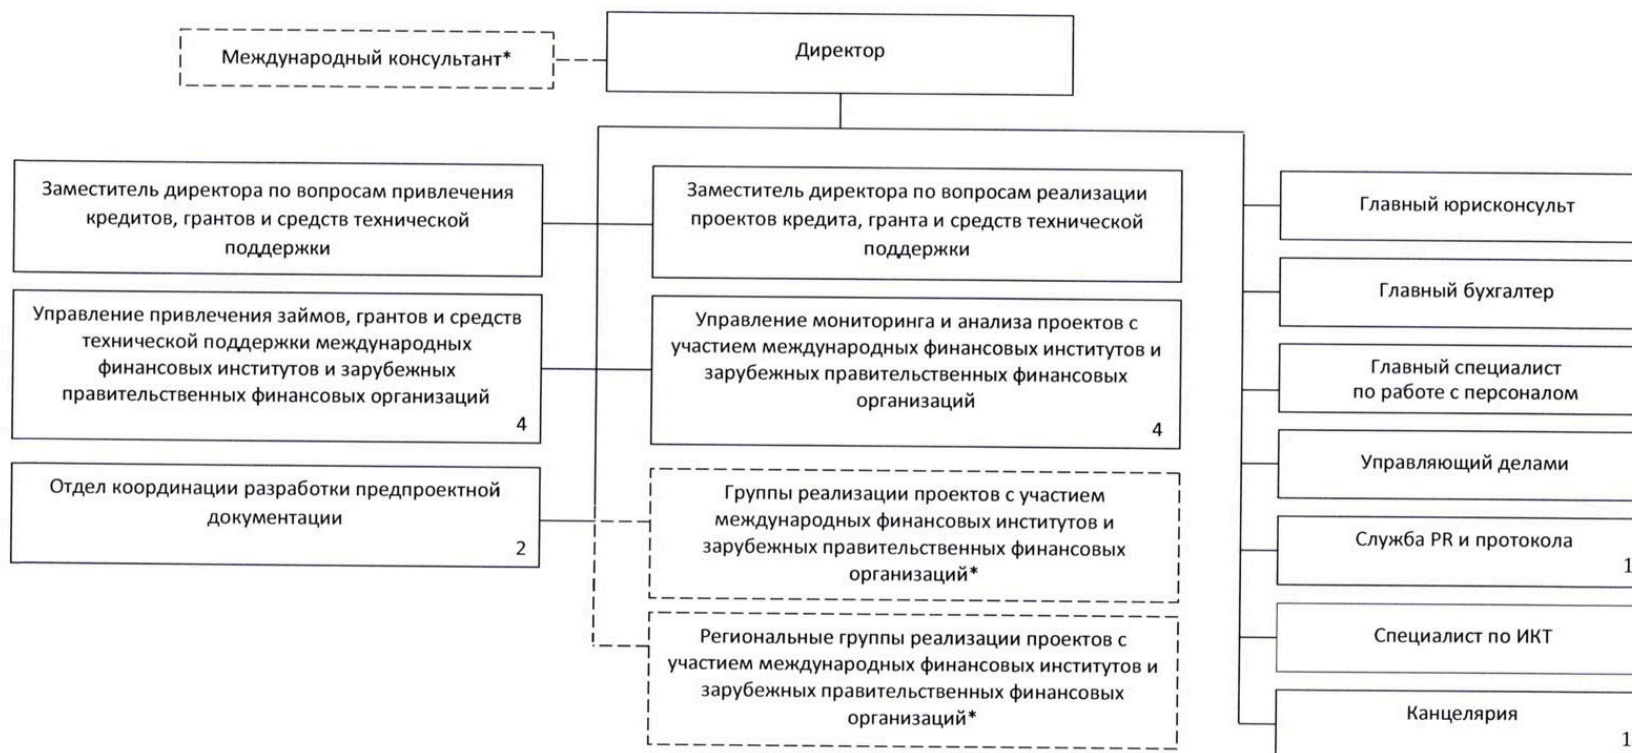 Международный консультант*
Директор
Заместитель директора по вопросам привлечения
кредитов, грантов и средств технической
поддержки
Заместитель директора по вопросам реализации
проектов кредита, гранта и средств технической
поддержки
Управление привлечения займов, грантов и средств
технической поддержки международных
финансовых институтов и зарубежных
правительственных финансовых организаций
4
Управление мониторинга и анализа проектов с
участием международных финансовых институтов и
зарубежных правительственных финансовых
организаций
4
Отдел координации разработки предпроектной
документации
2
Группы реализации проектов с участием
международных финансовых институтов и
зарубежных правительственных финансовых
организаций*
Региональные группы реализации проектов с
участием международных финансовых институтов и
зарубежных правительственных финансовых
организаций*
Главный юрисконсульт
Главный бухгалтер
Главный специалист
по работе с персоналом
Управляющий делами
Служба PR и протокола
1
Специалист по ИКТ
Канцелярия
1